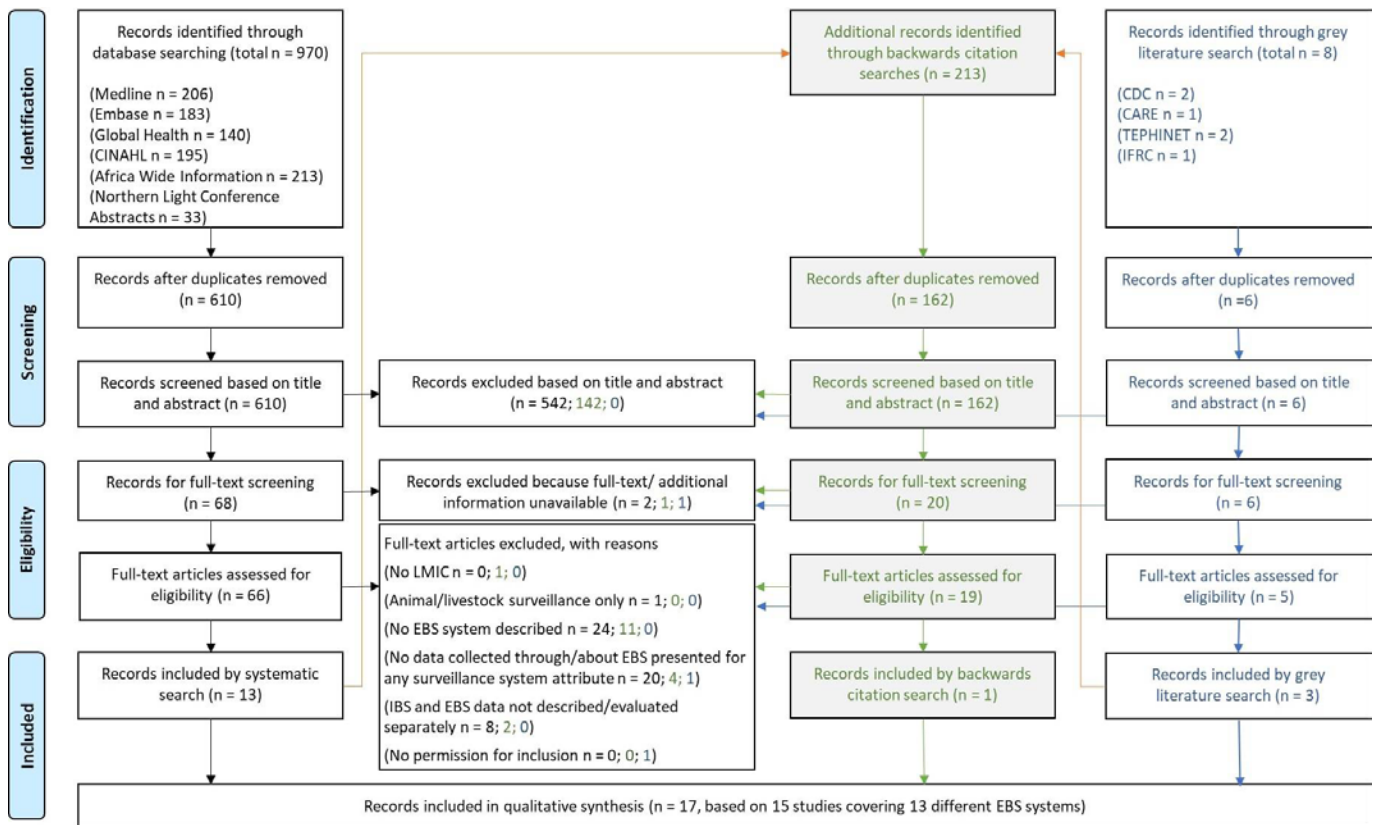 Identification
Records identified through
database searching (total n = 970)
(Medline n = 206)
(Embase n = 183)
(Global Health n = 140)
(CINAHL n = 195)
(Africa Wide Information n = 213)
(Northern Light Conference
Abstracts n = 33)
Additional records identified
through backwards citation
searches (n = 213)
Records identified through grey
literature search (total n = 8)
(CDC n = 2)
(CARE n = 1)
(TEPHINET n = 2)
(IFRC n = 1)
Screening
Records after duplicates removed
(n = 610)
Records after duplicates removed
(n = 162)
Records after duplicates removed
(n =6)
Records screened based on title
and abstract (n = 610)
Records excluded based on title and abstract
(n = 542; 142; 0)
Records screened based on title
and abstract (n = 162)
Records screened based on title
and abstract (n = 6)
Eligibility
Records for full-text screening
(n = 68)
Records excluded because full-text/ additional
information unavailable (n = 2; 1; 1)
Records for full-text screening
(n = 20)
Records for full-text screening
(n = 6)
Full-text articles assessed for
eligibility (n = 66)
Full-text articles excluded, with reasons
(No LMIC n = 0; 1; 0)
(Animal/livestock surveillance only n = 1; 0; 0)
(No EBS system described n = 24; 11; 0)
(No data collected through/about EBS presented for
any surveillance system attribute n = 20; 4; 1)
(IBS and EBS data not described/evaluated
separately n = 8; 2; 0)
(No permission for inclusion n = 0; 0; 1)
Full-text articles assessed for
eligibility (n = 19)
Full-text articles assessed for
eligibility (n = 5)
Included
Records included by systematic
search (n = 13)
Records included by backwards
citation search (n = 1)
Records included by grey
literature search (n = 3)
Records included in qualitative synthesis (n = 17, based on 15 studies covering 13 different EBS systems)